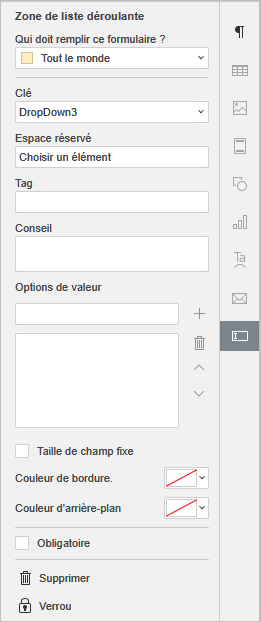 Zone de liste déroulante
Qui doit remplir ce formulaire ?
Tout le monde
Clé
DropDown3
Espace réservé
Choisir un élément
Tag
Conseil
Options de valeur
Taille de champ fixe
Couleur de bordure.
Couleur d'arrière-plan
Obligatoire
Supprimer
Verrou
Ta